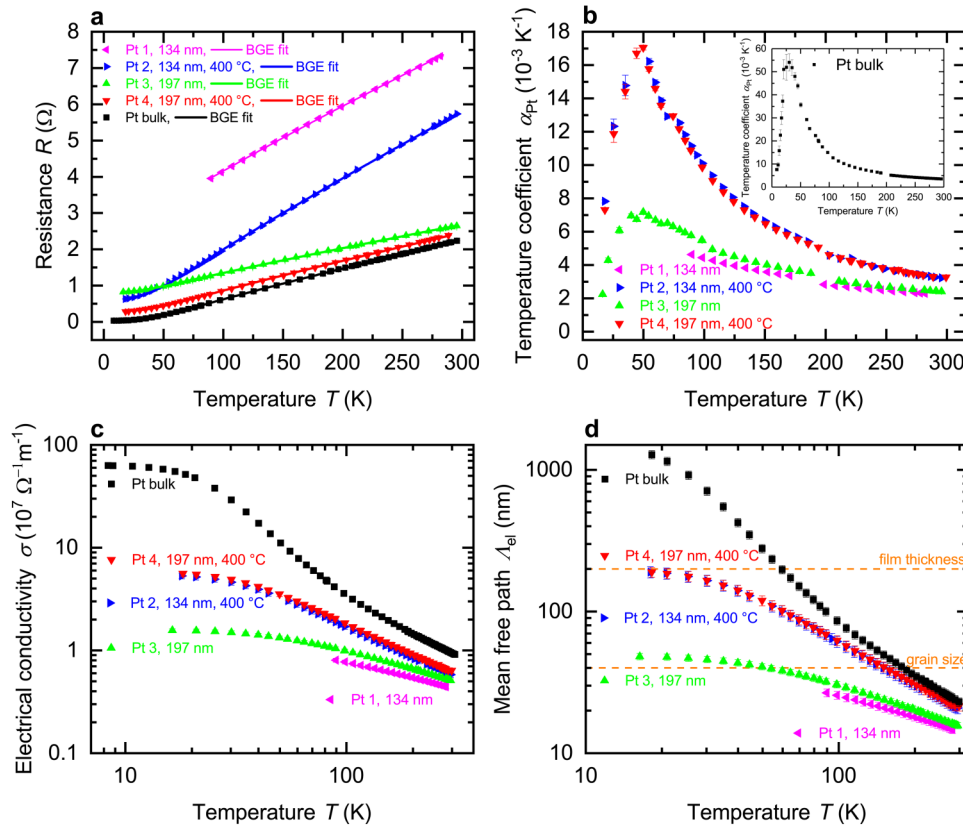 a
Resistance R (Ω)
8
7
6
5
4
3
2
1
0
Pt 1, 134 nm, BGE fit
Pt 2, 134 nm, 400 °C, BGE fit
Pt 3, 197 nm, BGE fit
Pt 4, 197 nm, 400 °C, BGE fit
Pt bulk, BGE fit
0 50 100 150 200 250 300
Temperature T (K)
b
Temperature coefficient αPt (10⁻³ K⁻¹)
18
16
14
12
10
8
6
4
2
0
Temperature coefficient αPt (10⁻³ K⁻¹)
60
50
40
30
20
10
0
Pt bulk
0 50 100 150 200 250 300
Temperature T (K)
Pt 1, 134 nm
Pt 2, 134 nm, 400 °C
Pt 3, 197 nm
Pt 4, 197 nm, 400 °C
0 50 100 150 200 250 300
Temperature T (K)
c
Electrical conductivity σ (10⁷ Ω⁻¹m⁻¹)
100
10
1
0.1
Pt bulk
Pt 4, 197 nm, 400 °C
Pt 2, 134 nm, 400 °C
Pt 3, 197 nm
Pt 1, 134 nm
10 100
Temperature T (K)
d
Mean free path Λel (nm)
1000
100
10
Pt bulk
Pt 4, 197 nm, 400 °C
film thickness
Pt 2, 134 nm, 400 °C
grain size
Pt 3, 197 nm
Pt 1, 134 nm
10 100
Temperature T (K)